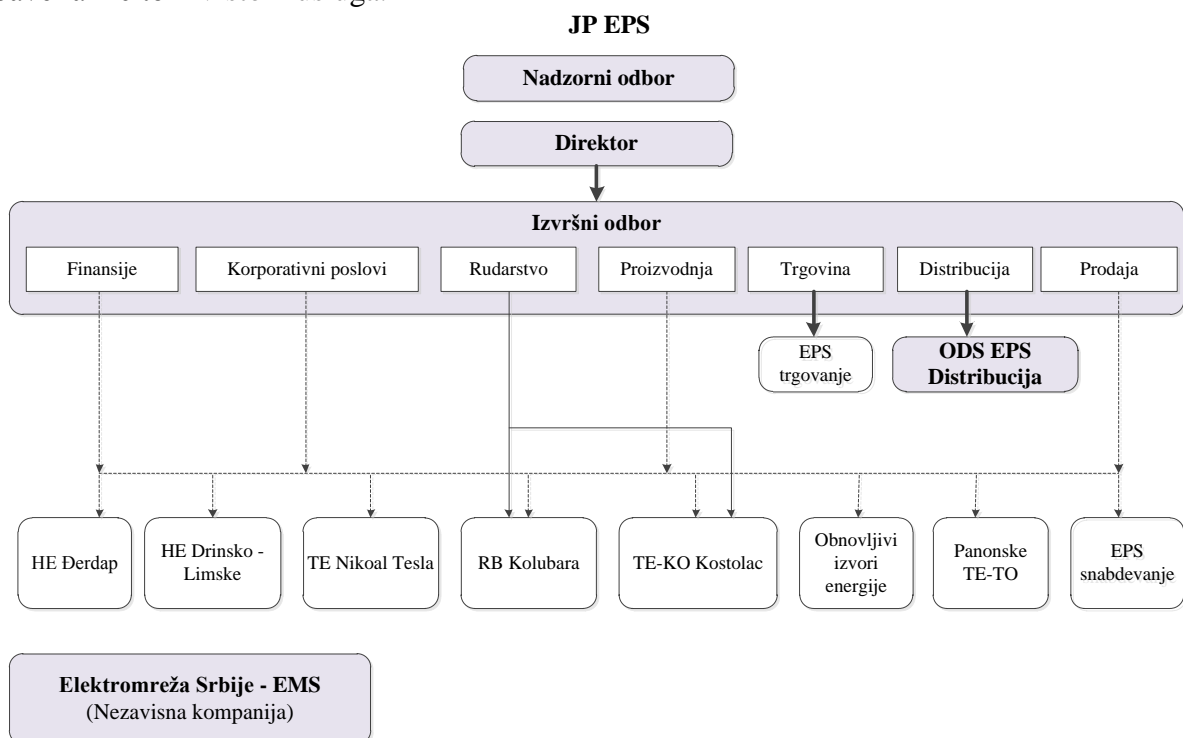 JP EPS
Nadzorni odbor
Direktor
Izvršni odbor
Finansije
Korporativni poslovi
Rudarstvo
Proizvodnja
Trgovina
Distribucija
Prodaja
EPS
trgovanje
ODS EPS
Distribucija
HE Đerdap
HE Drinsko -
Limske
TE Nikoal Tesla
RB Kolubara
TE-KO Kostolac
Obnovljivi
izvori
energije
Panonske
TE-TO
EPS
snabdevanje
Elektromreža Srbije - EMS
(Nezavisna kompanija)